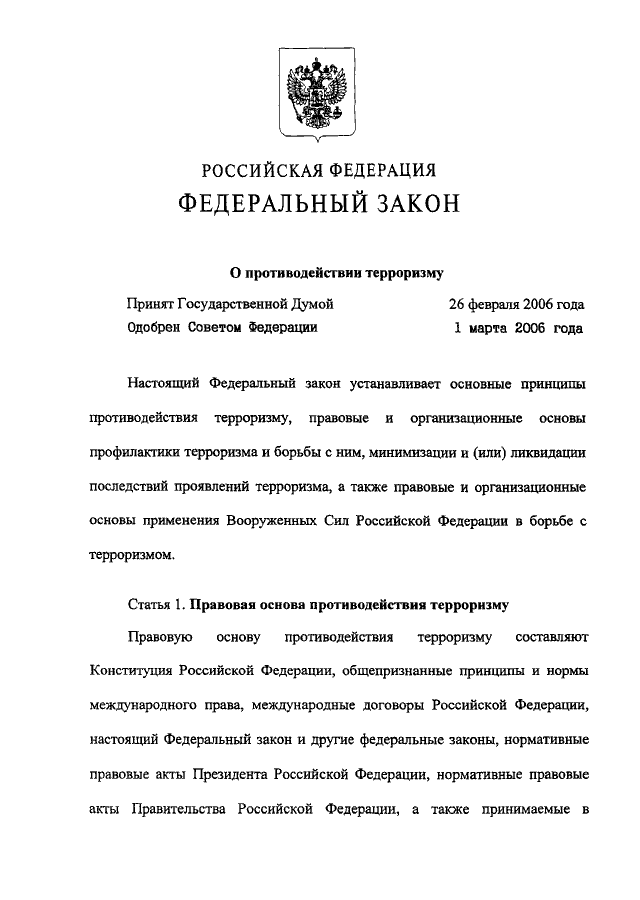 РОССИЙСКАЯ ФЕДЕРАЦИЯ
ФЕДЕРАЛЬНЫЙ ЗАКОН
О противодействии терроризму
Принят Государственной Думой 26 февраля 2006 года
Одобрен Советом Федерации 1 марта 2006 года
Настоящий Федеральный закон устанавливает основные принципы
противодействия терроризму, правовые и организационные основы
профилактики терроризма и борьбы с ним, минимизации и (или) ликвидации
последствий проявлений терроризма, а также правовые и организационные
основы применения Вооруженных Сил Российской Федерации в борьбе с
терроризмом.
Статья 1. Правовая основа противодействия терроризму
Правовую основу противодействия терроризму составляют
Конституция Российской Федерации, общепризнанные принципы и нормы
международного права, международные договоры Российской Федерации,
настоящий Федеральный закон и другие федеральные законы, нормативные
правовые акты Президента Российской Федерации, нормативные правовые
акты Правительства Российской Федерации, а также принимаемые в